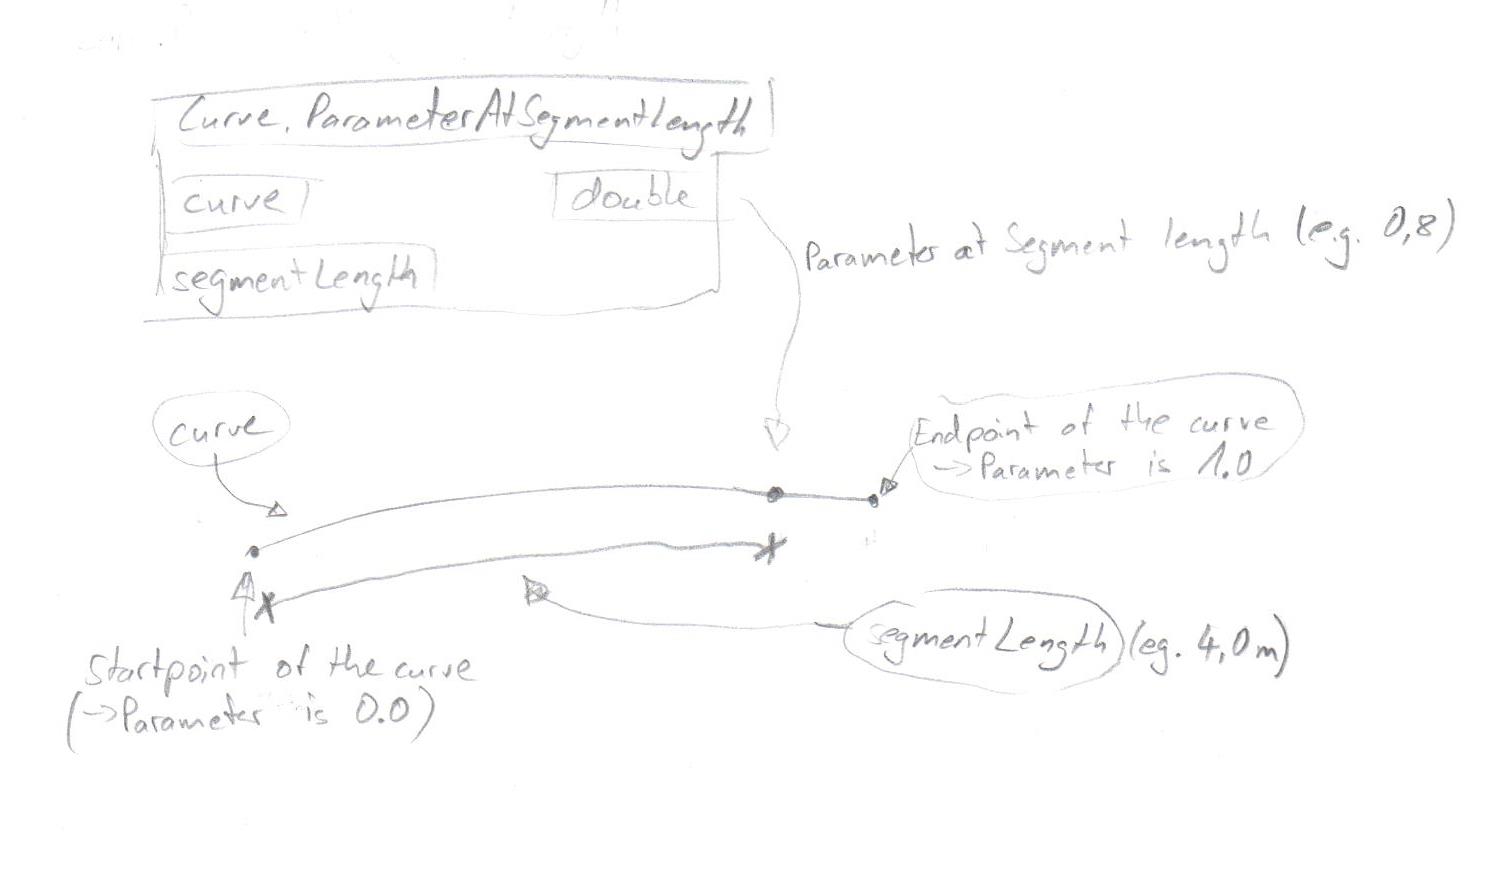 Curve.ParameterAtSegmentLength
curve
double
segmentLength
Parameter at Segment length (e.g. 0,8)
curve
Endpoint of the curve
→Parameter is 1.0
segmentLength (eg. 4,0m)
Startpoint of the curve
(→Parameter is 0.0)